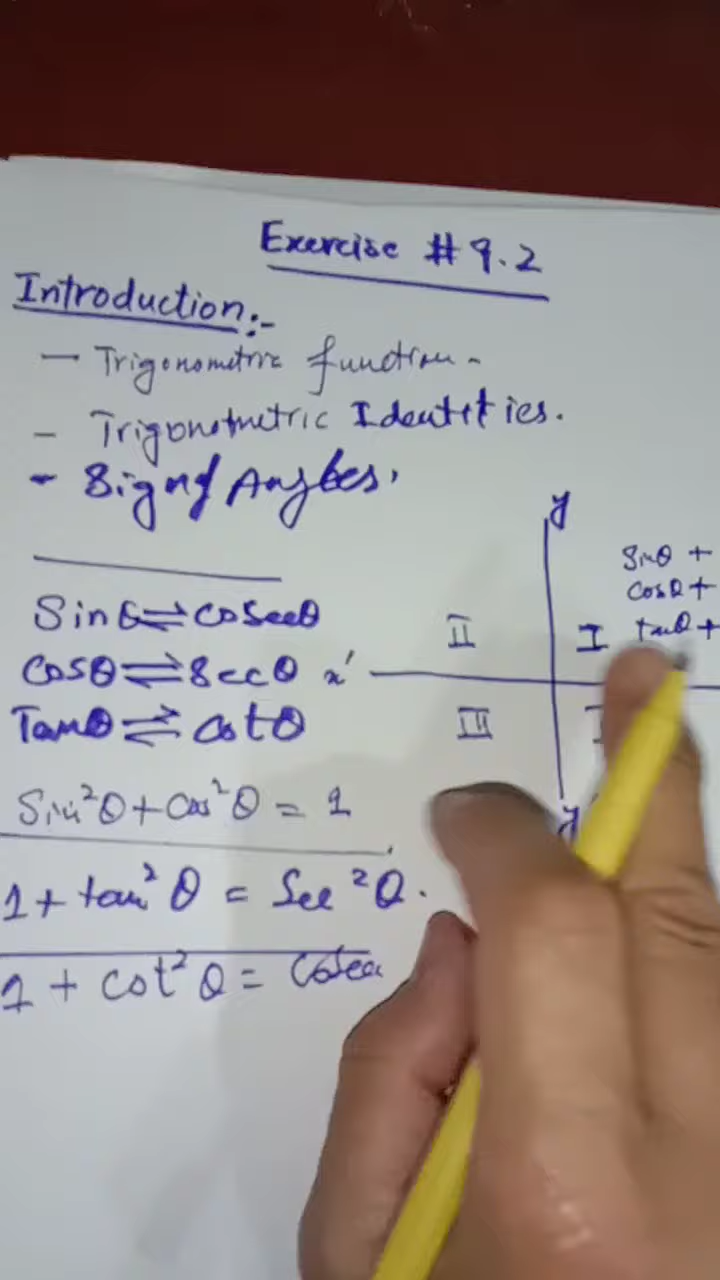 Exercise # 9.2
Introduction:-
- Trigonometric function -
- Trigonometric Identities.
- Sign of Angles,
Sinθ ⇌ Cosecθ
Cosθ ⇌ Secθ
Tanθ ⇌ Cotθ
Sin²θ + Cos²θ = 1
1 + tan²θ = Sec²θ.
1 + cot²θ = Cosec
y
Sinθ +
Cosθ +
tanθ +
II I
x'
III I
y